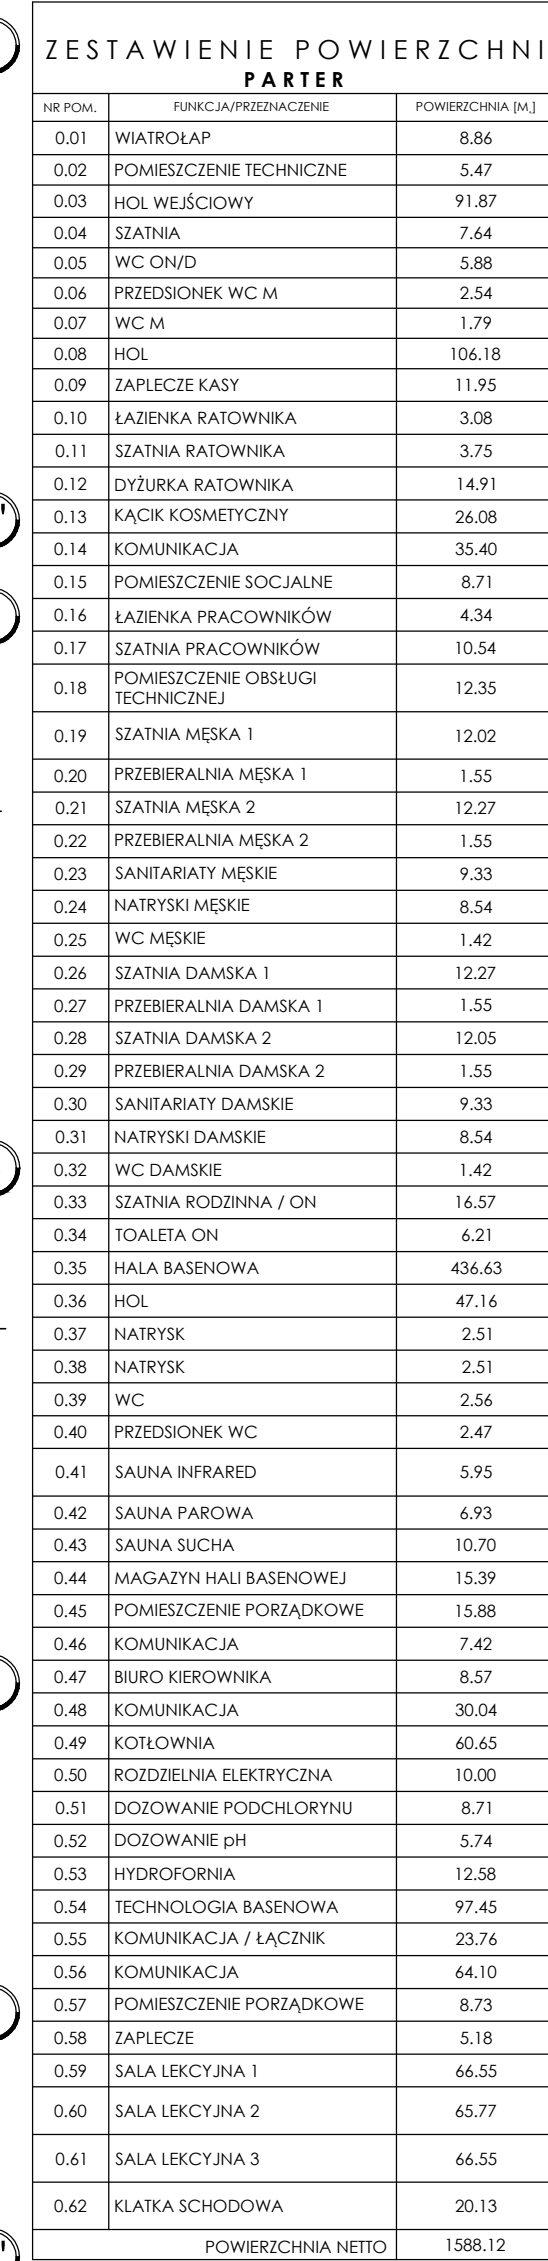 ZESTAWIENIE POWIERZCHNI
PARTER
NR POM. FUNKCJA/PRZEZNACZENIE POWIERZCHNIA [M²]
0.01 WIATROŁAP 8.86
0.02 POMIESZCZENIE TECHNICZNE 5.47
0.03 HOL WEJŚCIOWY 91.87
0.04 SZATNIA 7.64
0.05 WC ON/D 5.88
0.06 PRZEDSIONEK WC M 2.54
0.07 WC M 1.79
0.08 HOL 106.18
0.09 ZAPLECZE KASY 11.95
0.10 ŁAZIENKA RATOWNIKA 3.08
0.11 SZATNIA RATOWNIKA 3.75
0.12 DYŻURKA RATOWNIKA 14.91
0.13 KĄCIK KOSMETYCZNY 26.08
0.14 KOMUNIKACJA 35.40
0.15 POMIESZCZENIE SOCJALNE 8.71
0.16 ŁAZIENKA PRACOWNIKÓW 4.34
0.17 SZATNIA PRACOWNIKÓW 10.54
0.18 POMIESZCZENIE OBSŁUGI
TECHNICZNEJ 12.35
0.19 SZATNIA MĘSKA 1 12.02
0.20 PRZEBIERALNIA MĘSKA 1 1.55
0.21 SZATNIA MĘSKA 2 12.27
0.22 PRZEBIERALNIA MĘSKA 2 1.55
0.23 SANITARIATY MĘSKIE 9.33
0.24 NATRYSKI MĘSKIE 8.54
0.25 WC MĘSKIE 1.42
0.26 SZATNIA DAMSKA 1 12.27
0.27 PRZEBIERALNIA DAMSKA 1 1.55
0.28 SZATNIA DAMSKA 2 12.05
0.29 PRZEBIERALNIA DAMSKA 2 1.55
0.30 SANITARIATY DAMSKIE 9.33
0.31 NATRYSKI DAMSKIE 8.54
0.32 WC DAMSKIE 1.42
0.33 SZATNIA RODZINNA / ON 16.57
0.34 TOALETA ON 6.21
0.35 HALA BASENOWA 436.63
0.36 HOL 47.16
0.37 NATRYSK 2.51
0.38 NATRYSK 2.51
0.39 WC 2.56
0.40 PRZEDSIONEK WC 2.47
0.41 SAUNA INFRARED 5.95
0.42 SAUNA PAROWA 6.93
0.43 SAUNA SUCHA 10.70
0.44 MAGAZYN HALI BASENOWEJ 15.39
0.45 POMIESZCZENIE PORZĄDKOWE 15.88
0.46 KOMUNIKACJA 7.42
0.47 BIURO KIEROWNIKA 8.57
0.48 KOMUNIKACJA 30.04
0.49 KOTŁOWNIA 60.65
0.50 ROZDZIELNIA ELEKTRYCZNA 10.00
0.51 DOZOWANIE PODCHLORYNU 8.71
0.52 DOZOWANIE pH 5.74
0.53 HYDROFORNIA 12.58
0.54 TECHNOLOGIA BASENOWA 97.45
0.55 KOMUNIKACJA / ŁĄCZNIK 23.76
0.56 KOMUNIKACJA 64.10
0.57 POMIESZCZENIE PORZĄDKOWE 8.73
0.58 ZAPLECZE 5.18
0.59 SALA LEKCYJNA 1 66.55
0.60 SALA LEKCYJNA 2 65.77
0.61 SALA LEKCYJNA 3 66.55
0.62 KLATKA SCHODOWA 20.13
POWIERZCHNIA NETTO 1588.12